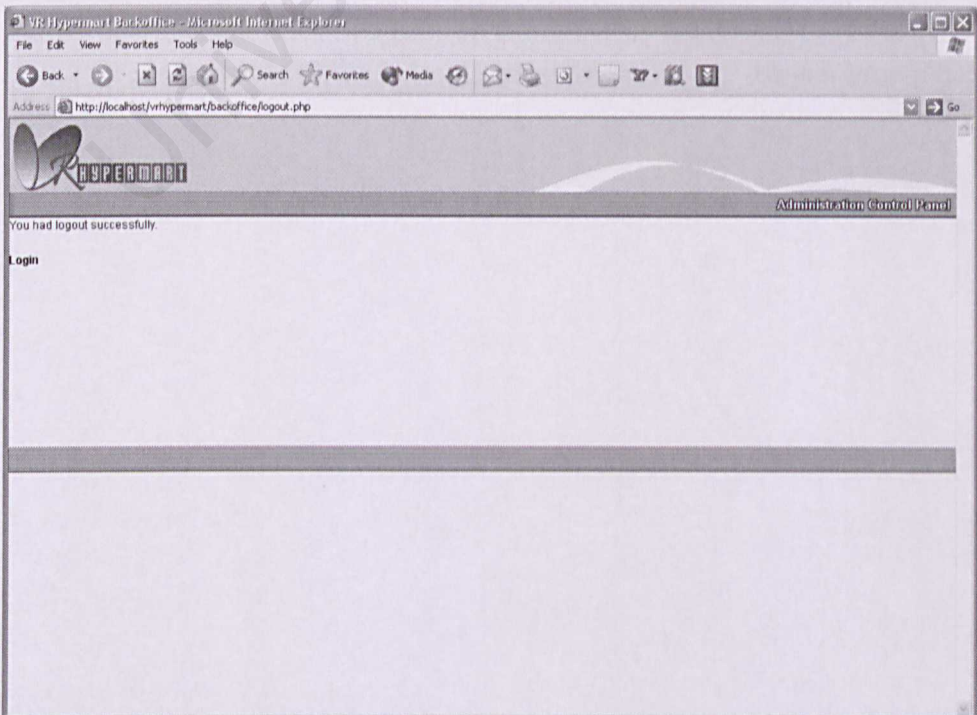 VR Hypermart Backoffice - Microsoft Internet Explorer
File Edit View Favorites Tools Help
Back Search Favorites Media
Address http://localhost/vrhypermart/backoffice/logout.php Go
VR HYPERMART
Administration Control Panel
You had logout successfully.
Login